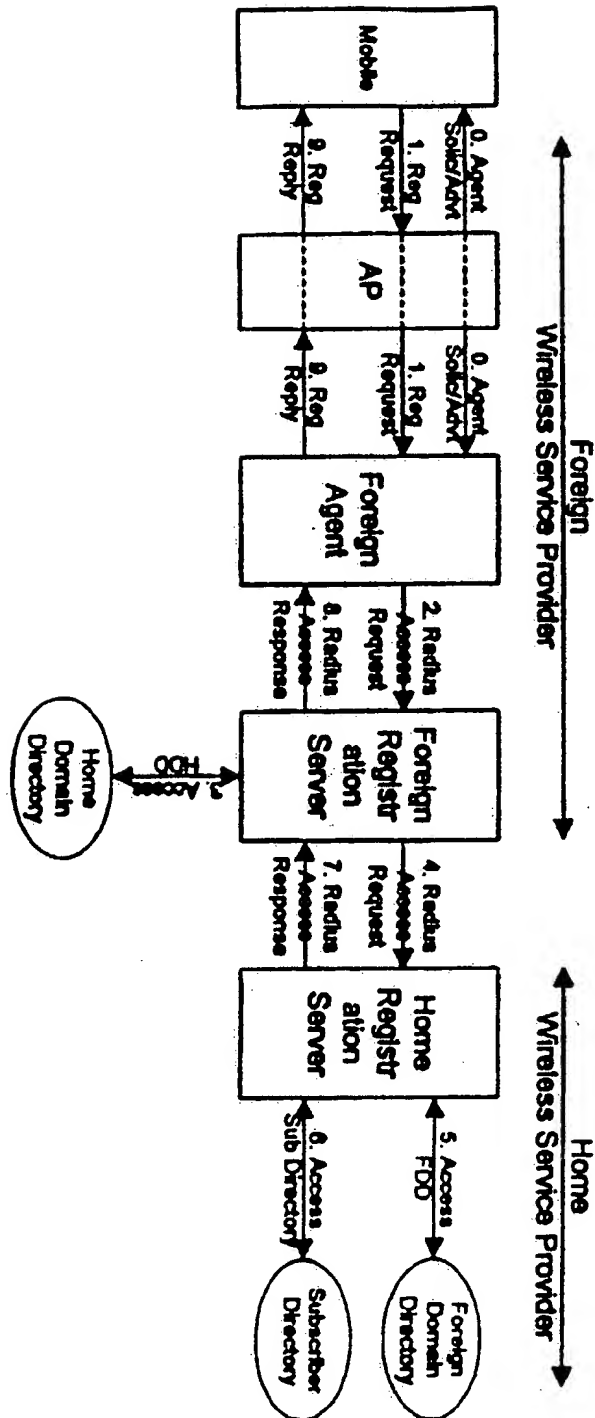 Foreign
Wireless Service Provider
Home
Wireless Service Provider
Mobile
0. Agent
Solic/Advt
1. Reg
Request
9. Reg
Reply
AP
0. Agent
Solic/Advt
1. Reg
Request
9. Reg
Reply
Foreign
Agent
2. Radius
Access
Request
8. Radius
Access
Response
Foreign
Registr
ation
Server
3. Access
HDD
Home
Domain
Directory
4. Radius
Access
Request
7. Radius
Access
Response
Home
Registr
ation
Server
5. Access
FDD
6. Access
Sub Directory
Foreign
Domain
Directory
Subscriber
Directory